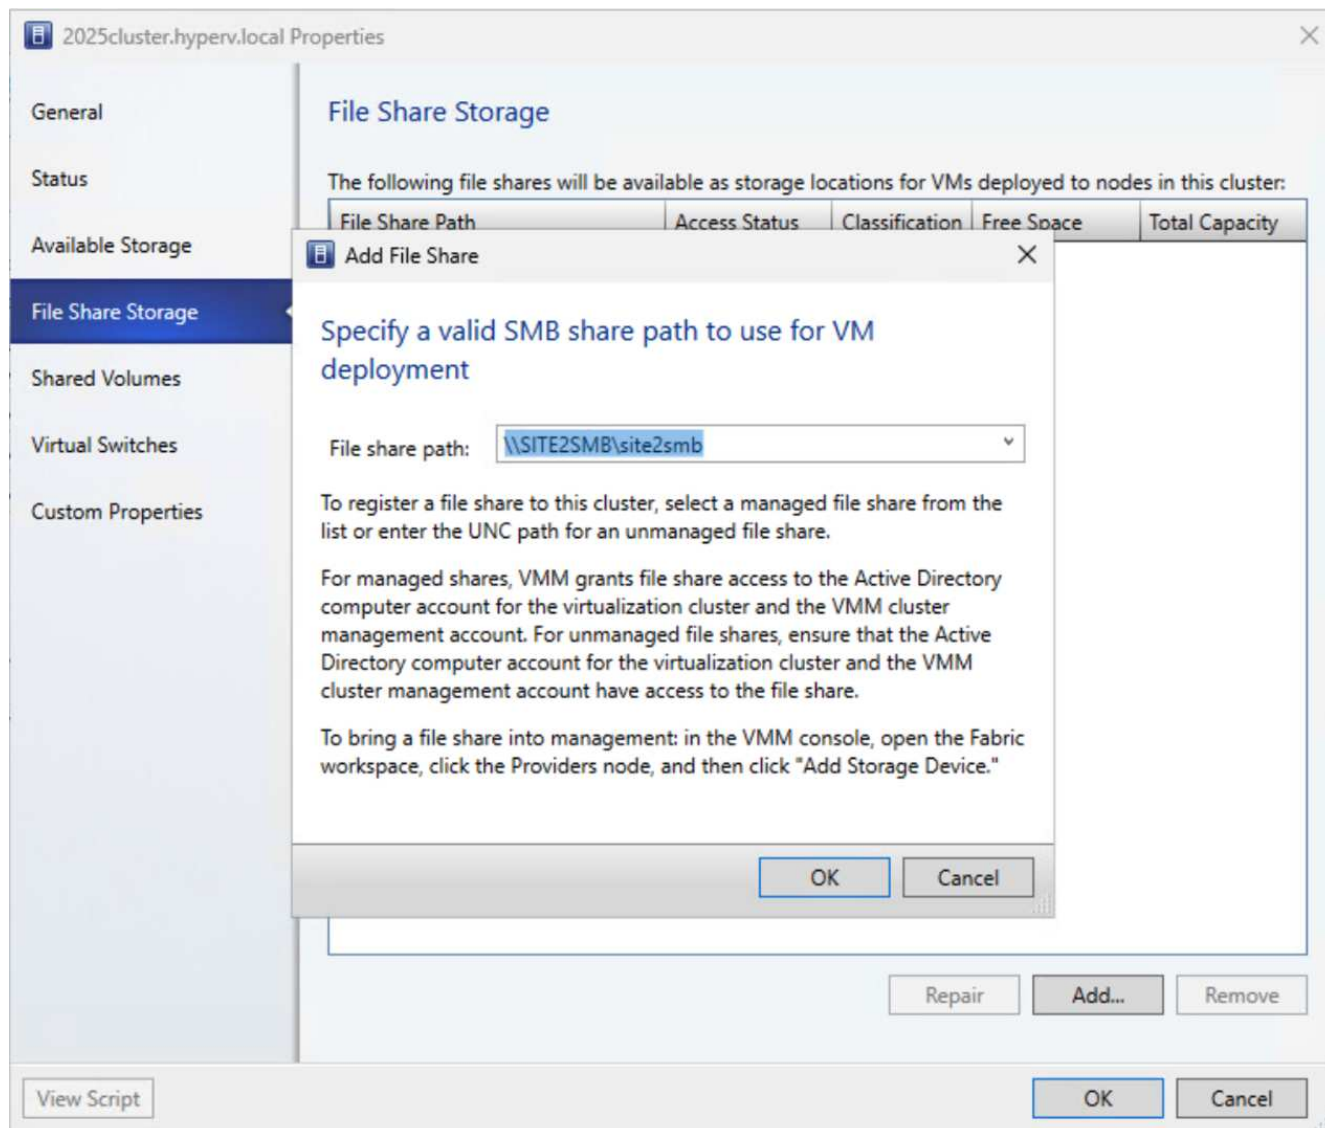 2025cluster.hyperv.local Properties
General
Status
Available Storage
File Share Storage
Shared Volumes
Virtual Switches
Custom Properties
File Share Storage
The following file shares will be available as storage locations for VMs deployed to nodes in this cluster:
File Share Path Access Status Classification Free Space Total Capacity
Add File Share
Specify a valid SMB share path to use for VM
deployment
File share path: \\SITE2SMB\site2smb
To register a file share to this cluster, select a managed file share from the
list or enter the UNC path for an unmanaged file share.
For managed shares, VMM grants file share access to the Active Directory
computer account for the virtualization cluster and the VMM cluster
management account. For unmanaged file shares, ensure that the Active
Directory computer account for the virtualization cluster and the VMM
cluster management account have access to the file share.
To bring a file share into management: in the VMM console, open the Fabric
workspace, click the Providers node, and then click "Add Storage Device."
OK Cancel
Repair Add... Remove
View Script OK Cancel